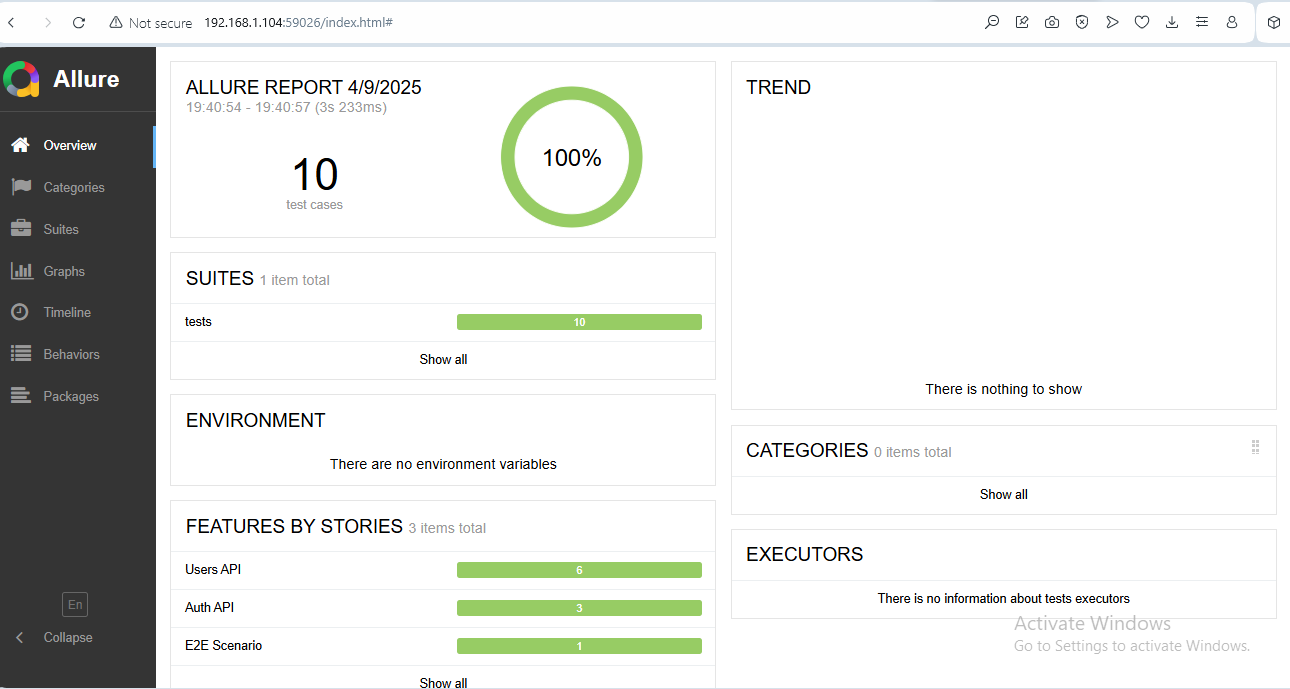 Not secure 192.168.1.104:59026/index.html#
Allure
Overview
Categories
Suites
Graphs
Timeline
Behaviors
Packages
En
Collapse
ALLURE REPORT 4/9/2025
19:40:54 - 19:40:57 (3s 233ms)
10
test cases
100%
SUITES 1 item total
tests 10
Show all
ENVIRONMENT
There are no environment variables
FEATURES BY STORIES 3 items total
Users API 6
Auth API 3
E2E Scenario 1
Show all
TREND
There is nothing to show
CATEGORIES 0 items total
Show all
EXECUTORS
There is no information about tests executors
Activate Windows
Go to Settings to activate Windows.